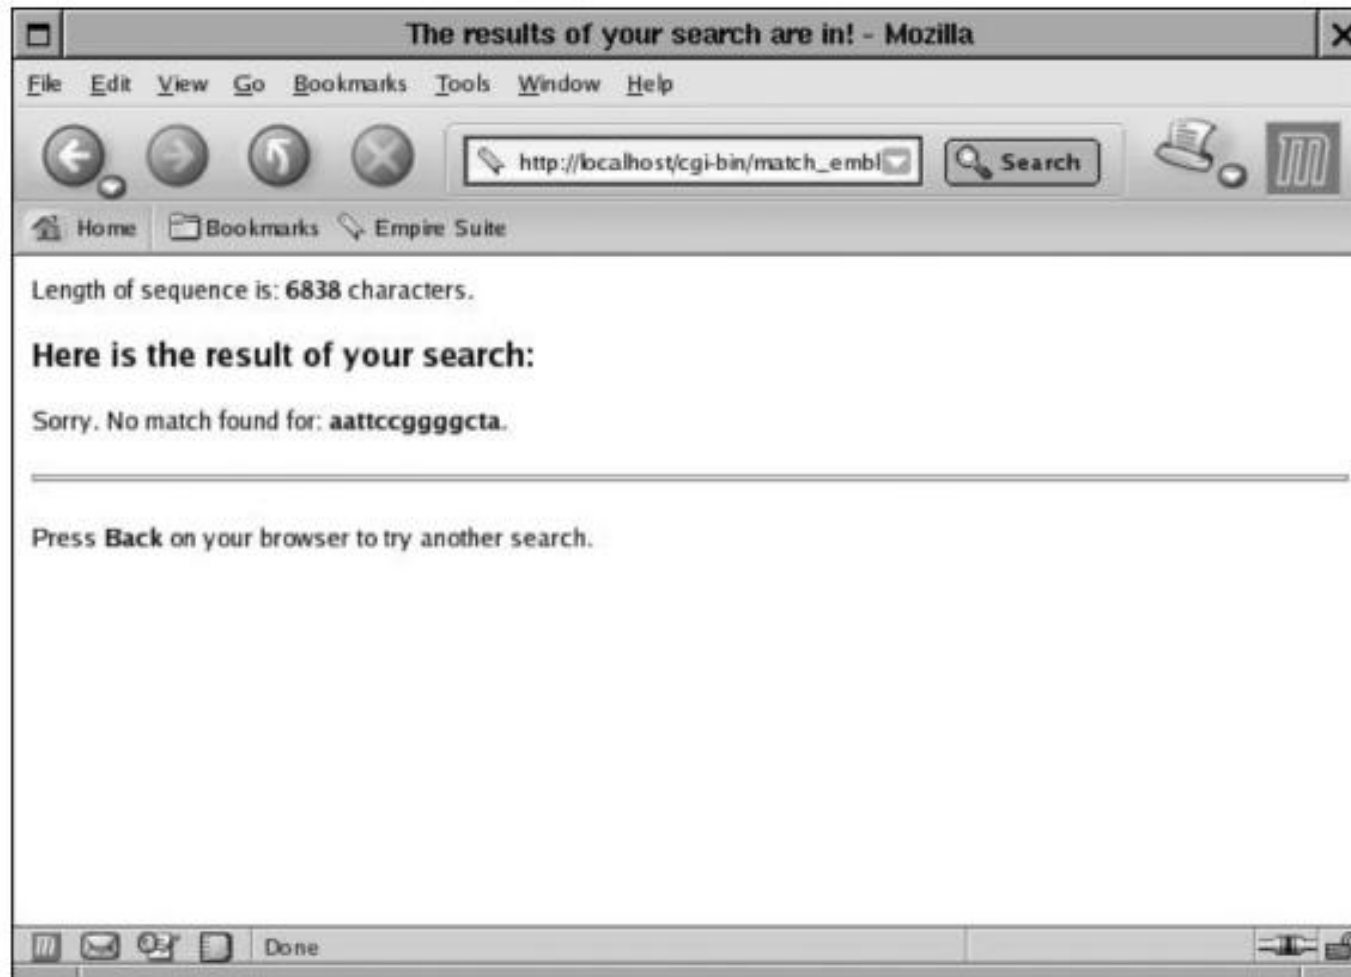 The results of your search are in! - Mozilla
File Edit View Go Bookmarks Tools Window Help
http://localhost/cgi-bin/match_embl Search
Home Bookmarks Empire Suite
Length of sequence is: 6838 characters.
Here is the result of your search:
Sorry. No match found for: aattccggggcta.
Press Back on your browser to try another search.
Done